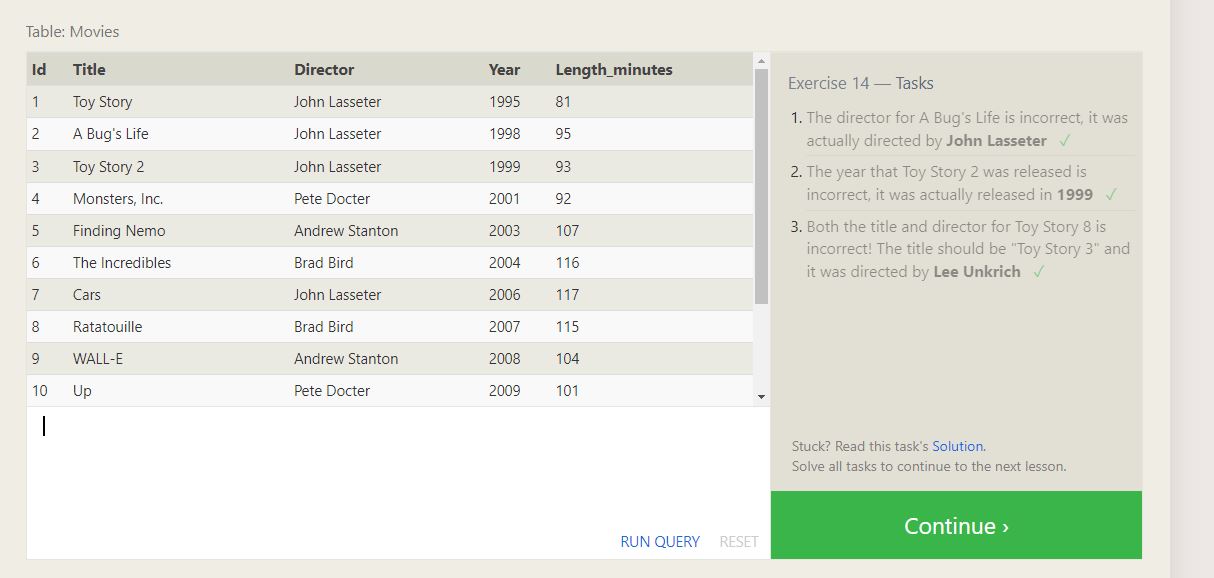 Table: Movies
Id Title Director Year Length_minutes
1 Toy Story John Lasseter 1995 81
2 A Bug's Life John Lasseter 1998 95
3 Toy Story 2 John Lasseter 1999 93
4 Monsters, Inc. Pete Docter 2001 92
5 Finding Nemo Andrew Stanton 2003 107
6 The Incredibles Brad Bird 2004 116
7 Cars John Lasseter 2006 117
8 Ratatouille Brad Bird 2007 115
9 WALL-E Andrew Stanton 2008 104
10 Up Pete Docter 2009 101
RUN QUERY RESET
Exercise 14 — Tasks
1. The director for A Bug's Life is incorrect, it was
actually directed by John Lasseter ✓
2. The year that Toy Story 2 was released is
incorrect, it was actually released in 1999 ✓
3. Both the title and director for Toy Story 8 is
incorrect! The title should be "Toy Story 3" and
it was directed by Lee Unkrich ✓
Stuck? Read this task's Solution.
Solve all tasks to continue to the next lesson.
Continue ›